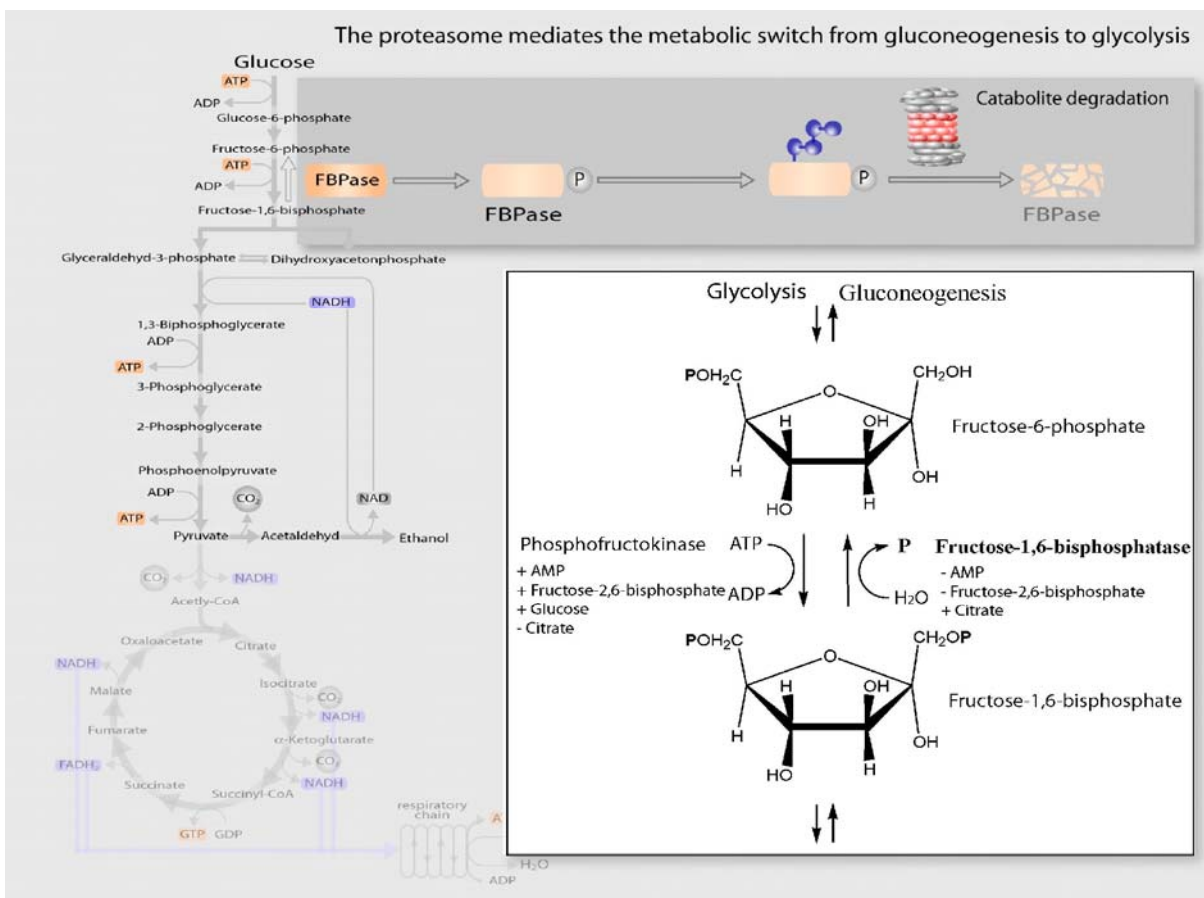 The proteasome mediates the metabolic switch from gluconeogenesis to glycolysis
Glucose
ATP
ADP
Glucose-6-phosphate
Fructose-6-phosphate
ATP
ADP
Fructose-1,6-bisphosphate
FBPase
P
FBPase
P
Catabolite degradation
FBPase
Glyceraldehyd-3-phosphate
Dihydroxyacetonphosphate
NADH
1,3-Biphosphoglycerate
ADP
ATP
3-Phosphoglycerate
2-Phosphoglycerate
Phosphoenolpyruvate
ADP
ATP
CO2
NAD
Pyruvate
Acetaldehyd
Ethanol
CO2
NADH
Acetly-CoA
Oxaloacetate
Citrate
NADH
Isocitrate
CO2
Malate
NADH
Fumarate
α-Ketoglutarate
CO2
FADH2
NADH
Succinate
Succinyl-CoA
GTP
GDP
respiratory
chain
H2O
ADP
Glycolysis
Gluconeogenesis
POH2C
O
CH2OH
H
OH
Fructose-6-phosphate
H
OH
HO
H
Phosphofructokinase
+ AMP
+ Fructose-2,6-bisphosphate
+ Glucose
- Citrate
ATP
ADP
P
H2O
Fructose-1,6-bisphosphatase
- AMP
- Fructose-2,6-bisphosphate
+ Citrate
POH2C
O
CH2OP
H
OH
Fructose-1,6-bisphosphate
H
OH
HO
H